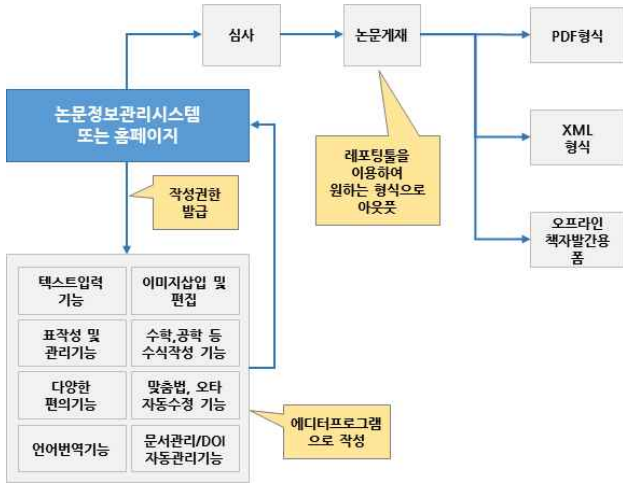 심사
논문게재
PDF형식
논문정보관리시스템
또는 홈페이지
XML
형식
레포팅툴을
이용하여
원하는 형식으로
아웃풋
작성권한
발급
오프라인
책자발간용
폼
텍스트입력
기능
이미지삽입 및
편집
표작성 및
관리기능
수학,공학 등
수식작성 기능
다양한
편의기능
맞춤법, 오타
자동수정 기능
언어번역기능
문서관리/DOI
자동관리기능
에디터프로그램
으로 작성